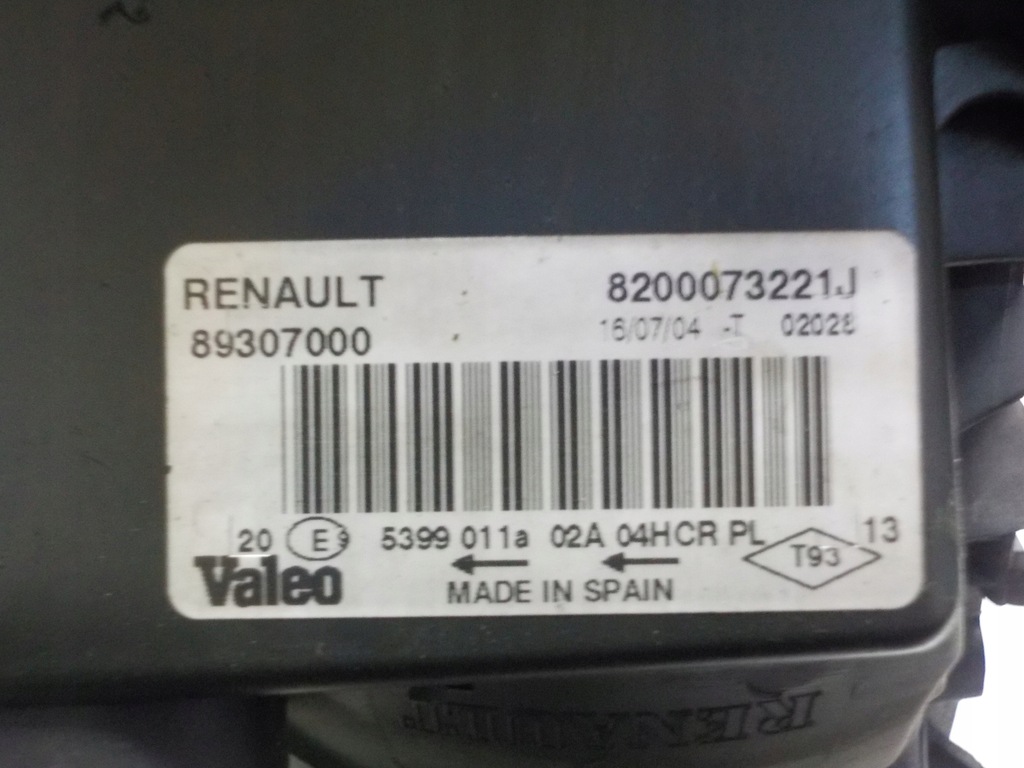 RENAULT 8200073221J
89307000 16/07/04 -T 02028
20 E9 5399 011a 02A 04HCR PL T93 13
Valeo MADE IN SPAIN
RENAULT